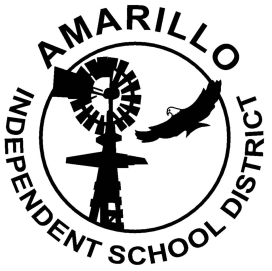 AMARILLO
INDEPENDENT SCHOOL DISTRICT